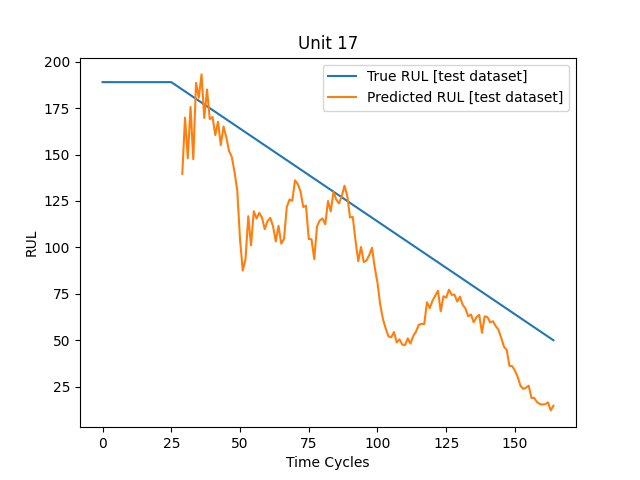 Unit 17
True RUL [test dataset]
Predicted RUL [test dataset]
200
175
150
125
100
75
50
25
RUL
0 25 50 75 100 125 150
Time Cycles